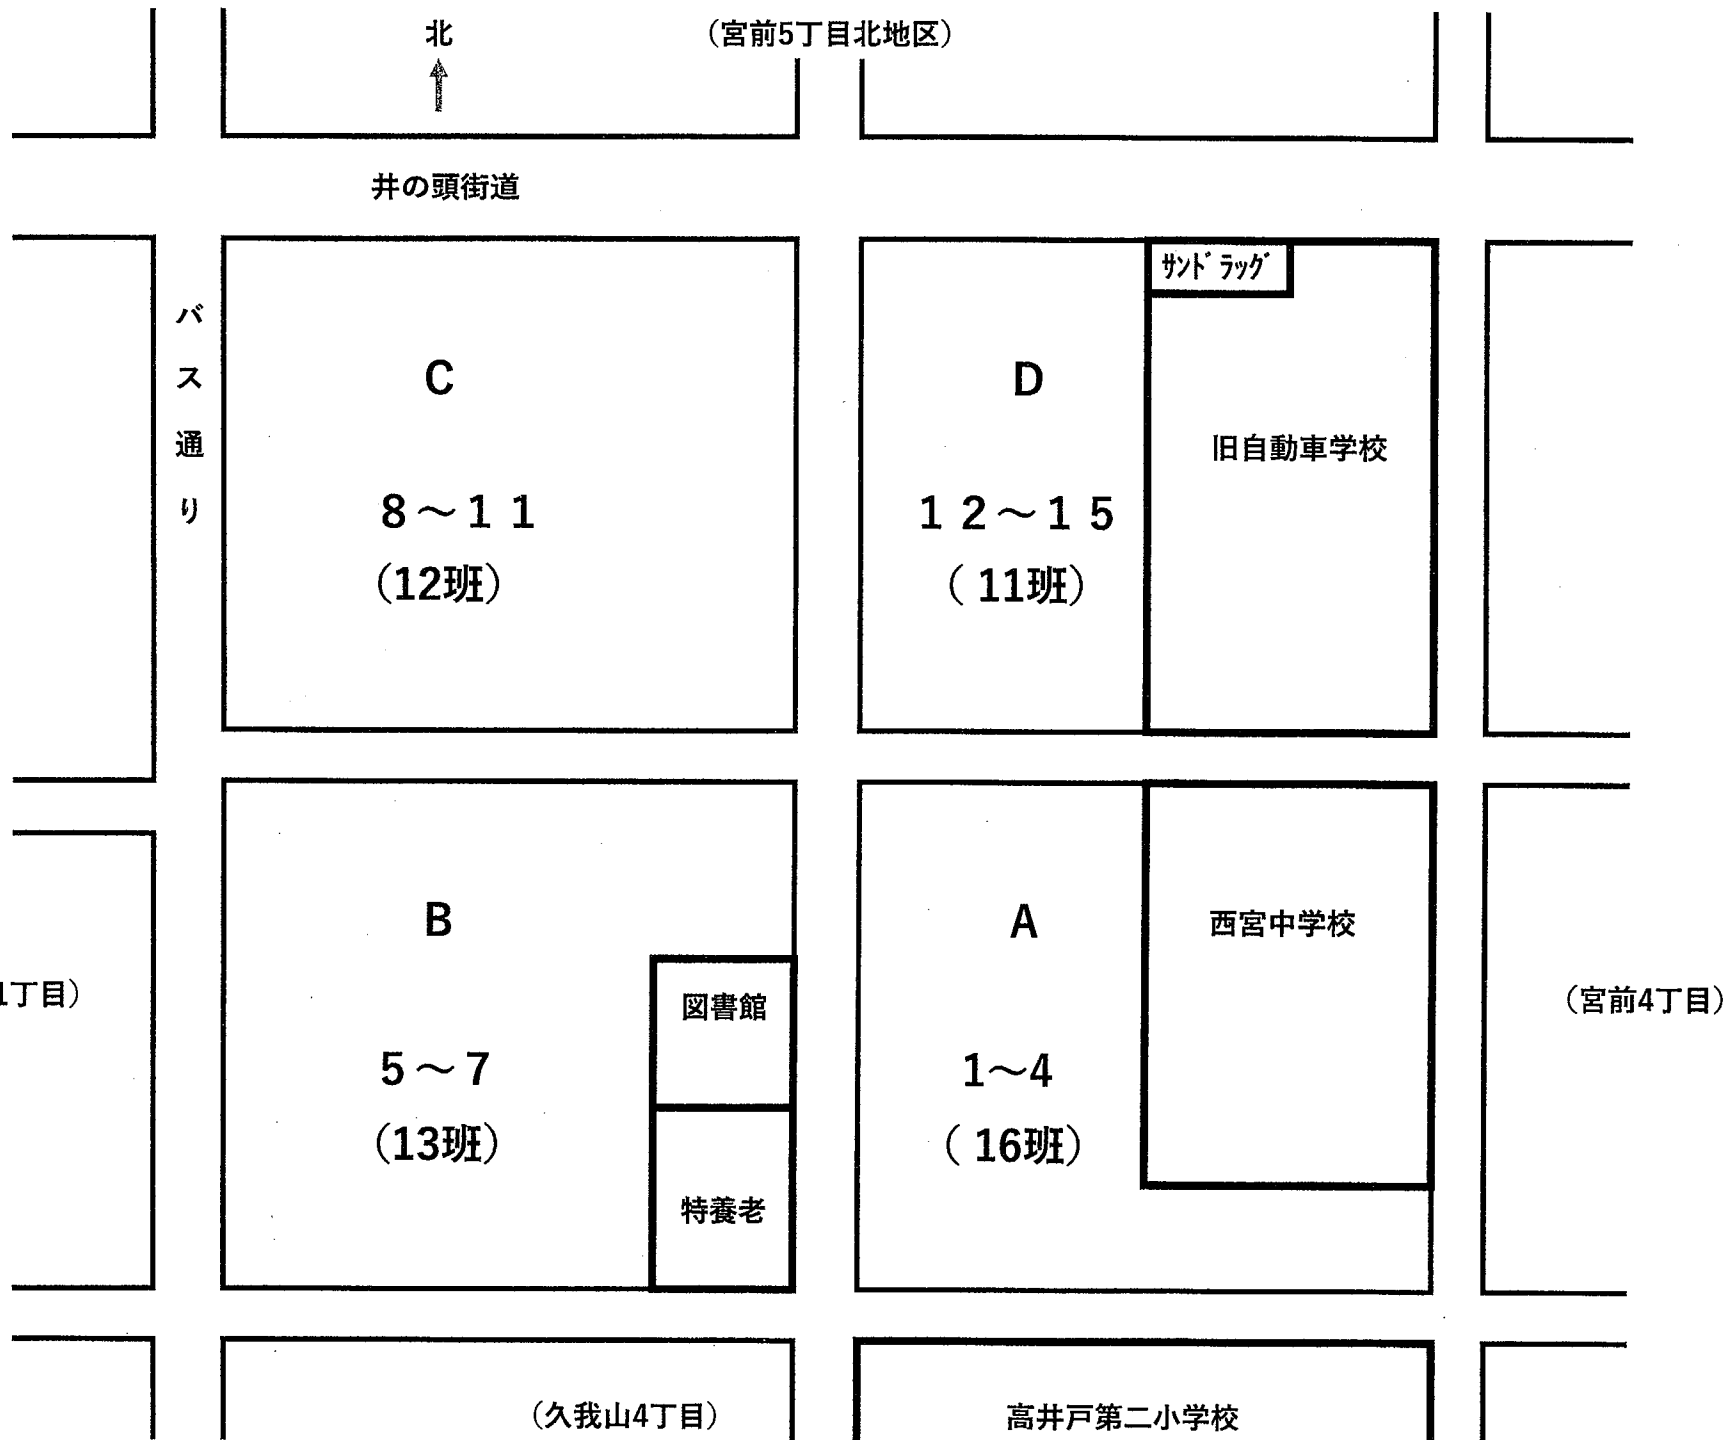 北
（宮前5丁目北地区）
井の頭街道
バス通り
C
8～11
（12班）
D
12～15
（ 11班）
ｻﾝﾄﾞﾗｯｸﾞ
旧自動車学校
B
5～7
（13班）
図書館
特養老
A
1～4
（ 16班）
西宮中学校
1丁目）
（宮前4丁目）
（久我山4丁目）
高井戸第二小学校